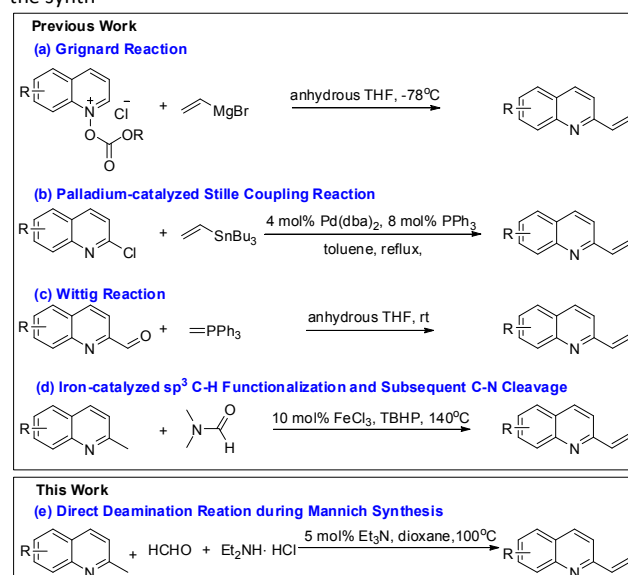 the synth
Previous Work
(a) Grignard Reaction
R N + Cl − O OR O + MgBr anhydrous THF, -78°C R N
(b) Palladium-catalyzed Stille Coupling Reaction
R N Cl + SnBu3 4 mol% Pd(dba)2, 8 mol% PPh3 toluene, reflux, R N
(c) Wittig Reaction
R N O + PPh3 anhydrous THF, rt R N
(d) Iron-catalyzed sp3 C-H Functionalization and Subsequent C-N Cleavage
R N + N O H 10 mol% FeCl3, TBHP, 140°C R N
This Work
(e) Direct Deamination Reation during Mannich Synthesis
R N + HCHO + Et2NH· HCl 5 mol% Et3N, dioxane,100°C R N